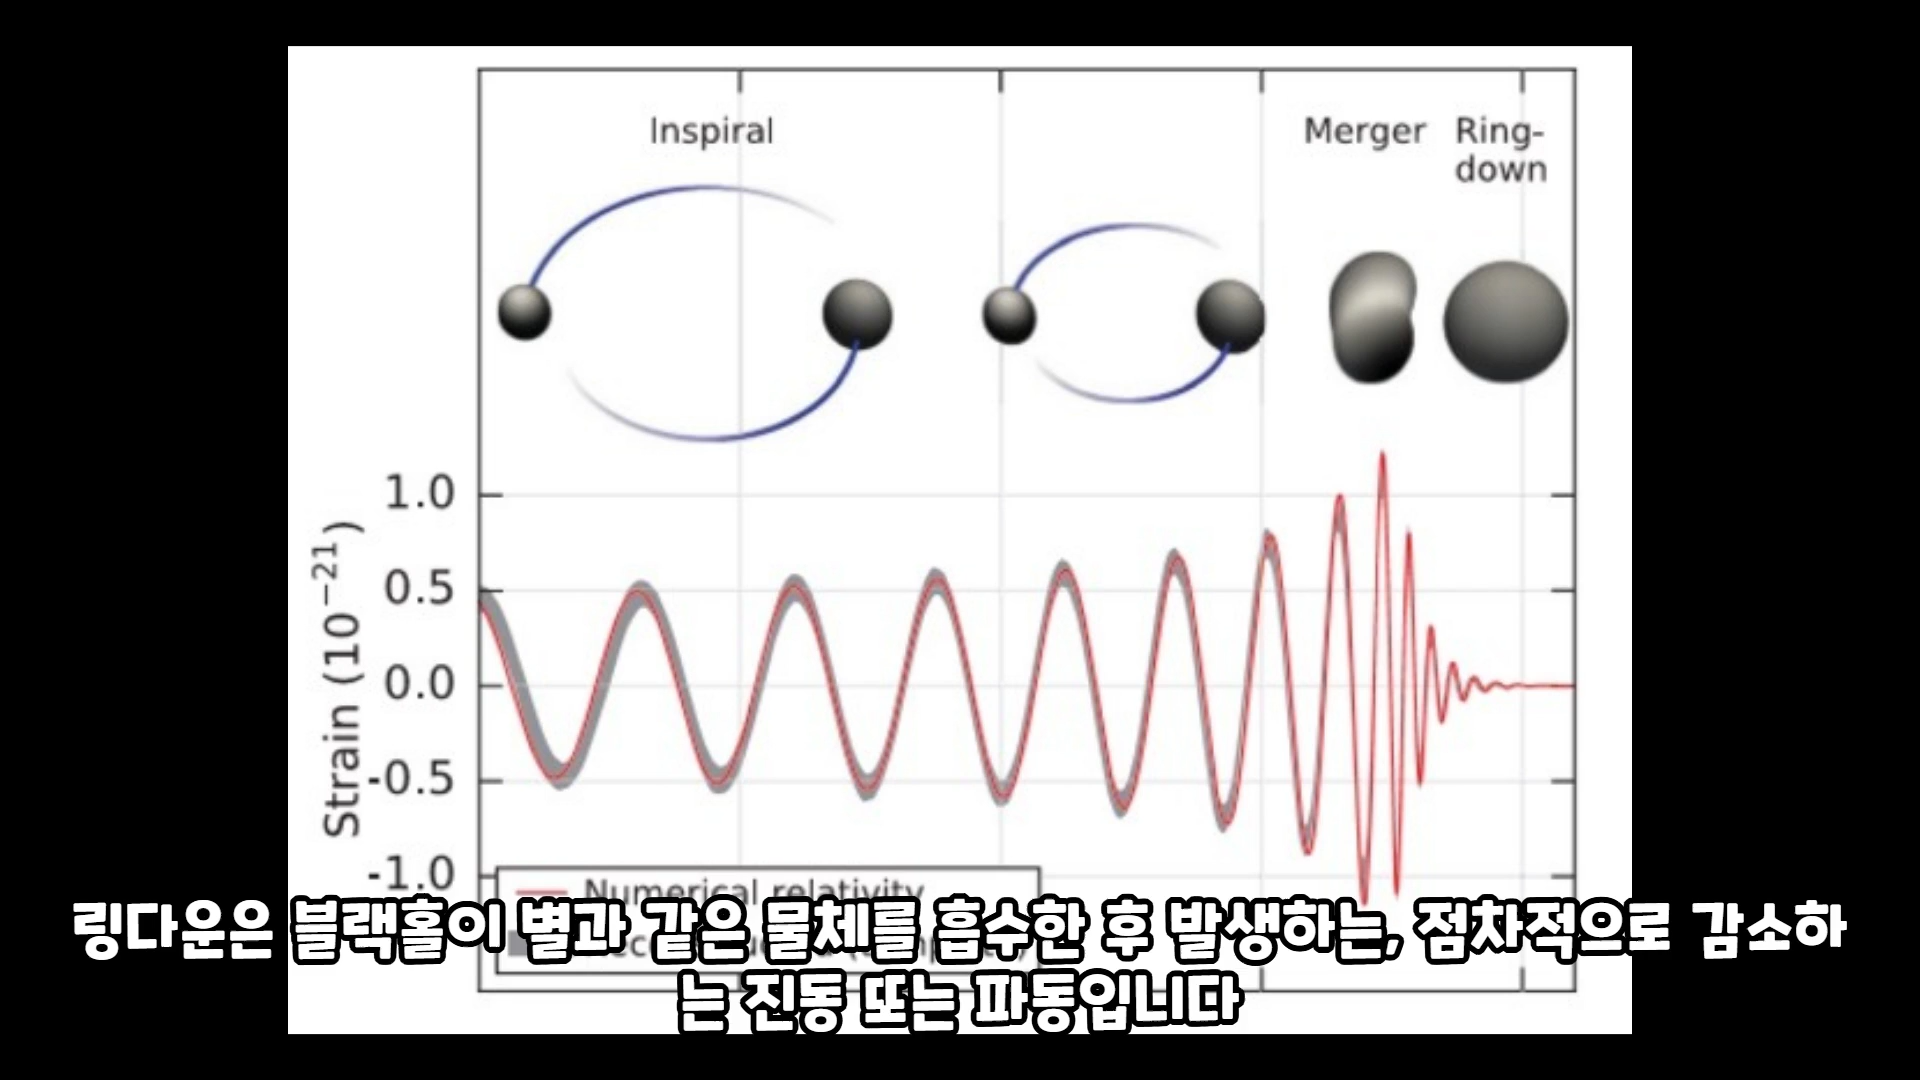 Inspiral
Merger
Ring-
down
1.0
0.5
0.0
-0.5
-1.0
Strain (10⁻²¹)
Numerical relativity
링다운은 블랙홀이 별과 같은 물체를 흡수한 후 발생하는, 점차적으로 감소하
는 진동 또는 파동입니다